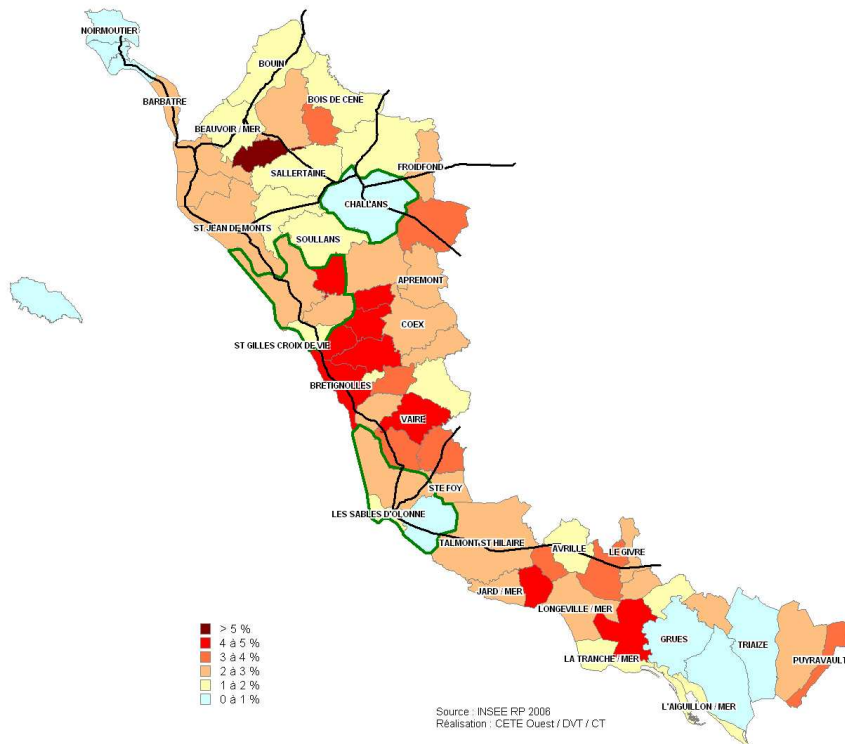 NOIRMOUTIER
BOUIN
BARBATRE
BOIS DE CENE
BEAUVOIR / MER
SALLERTAINE
FROIDFOND
CHALLANS
ST JEAN DE MONTS
SOULLANS
APREMONT
COEX
ST GILLES CROIX DE VIE
BRETIGNOLLES
VAIRE
STE FOY
LES SABLES D'OLONNE
TALMONT ST HILAIRE
AVRILLE
LE GIVRE
JARD / MER
LONGEVILLE / MER
GRUES
TRIAIZE
LA TRANCHE / MER
PUYRAVAULT
L'AIGUILLON / MER
> 5 %
4 à 5 %
3 à 4 %
2 à 3 %
1 à 2 %
0 à 1 %
Source : INSEE RP 2006
Réalisation : CETE Ouest / DVT / CT